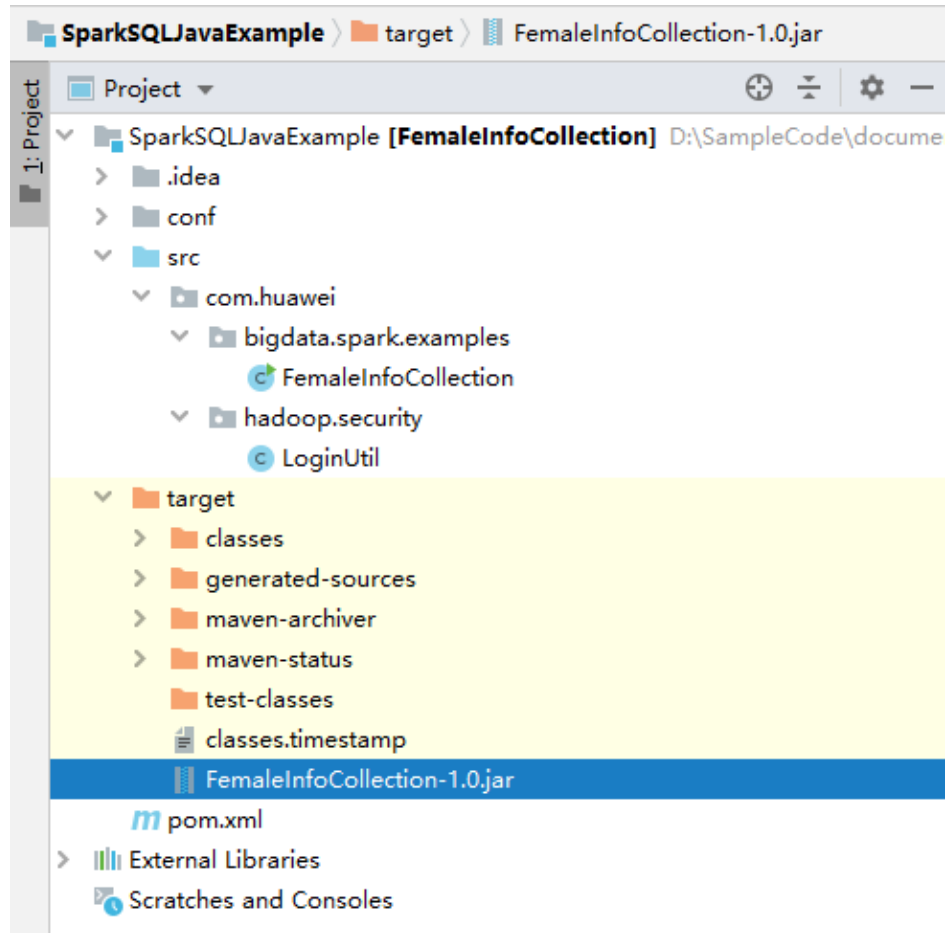 SparkSQLJavaExample target FemaleInfoCollection-1.0.jar
1: Project
Project
SparkSQLJavaExample [FemaleInfoCollection] D:\SampleCode\docume
.idea
conf
src
com.huawei
bigdata.spark.examples
FemaleInfoCollection
hadoop.security
LoginUtil
target
classes
generated-sources
maven-archiver
maven-status
test-classes
classes.timestamp
FemaleInfoCollection-1.0.jar
pom.xml
External Libraries
Scratches and Consoles